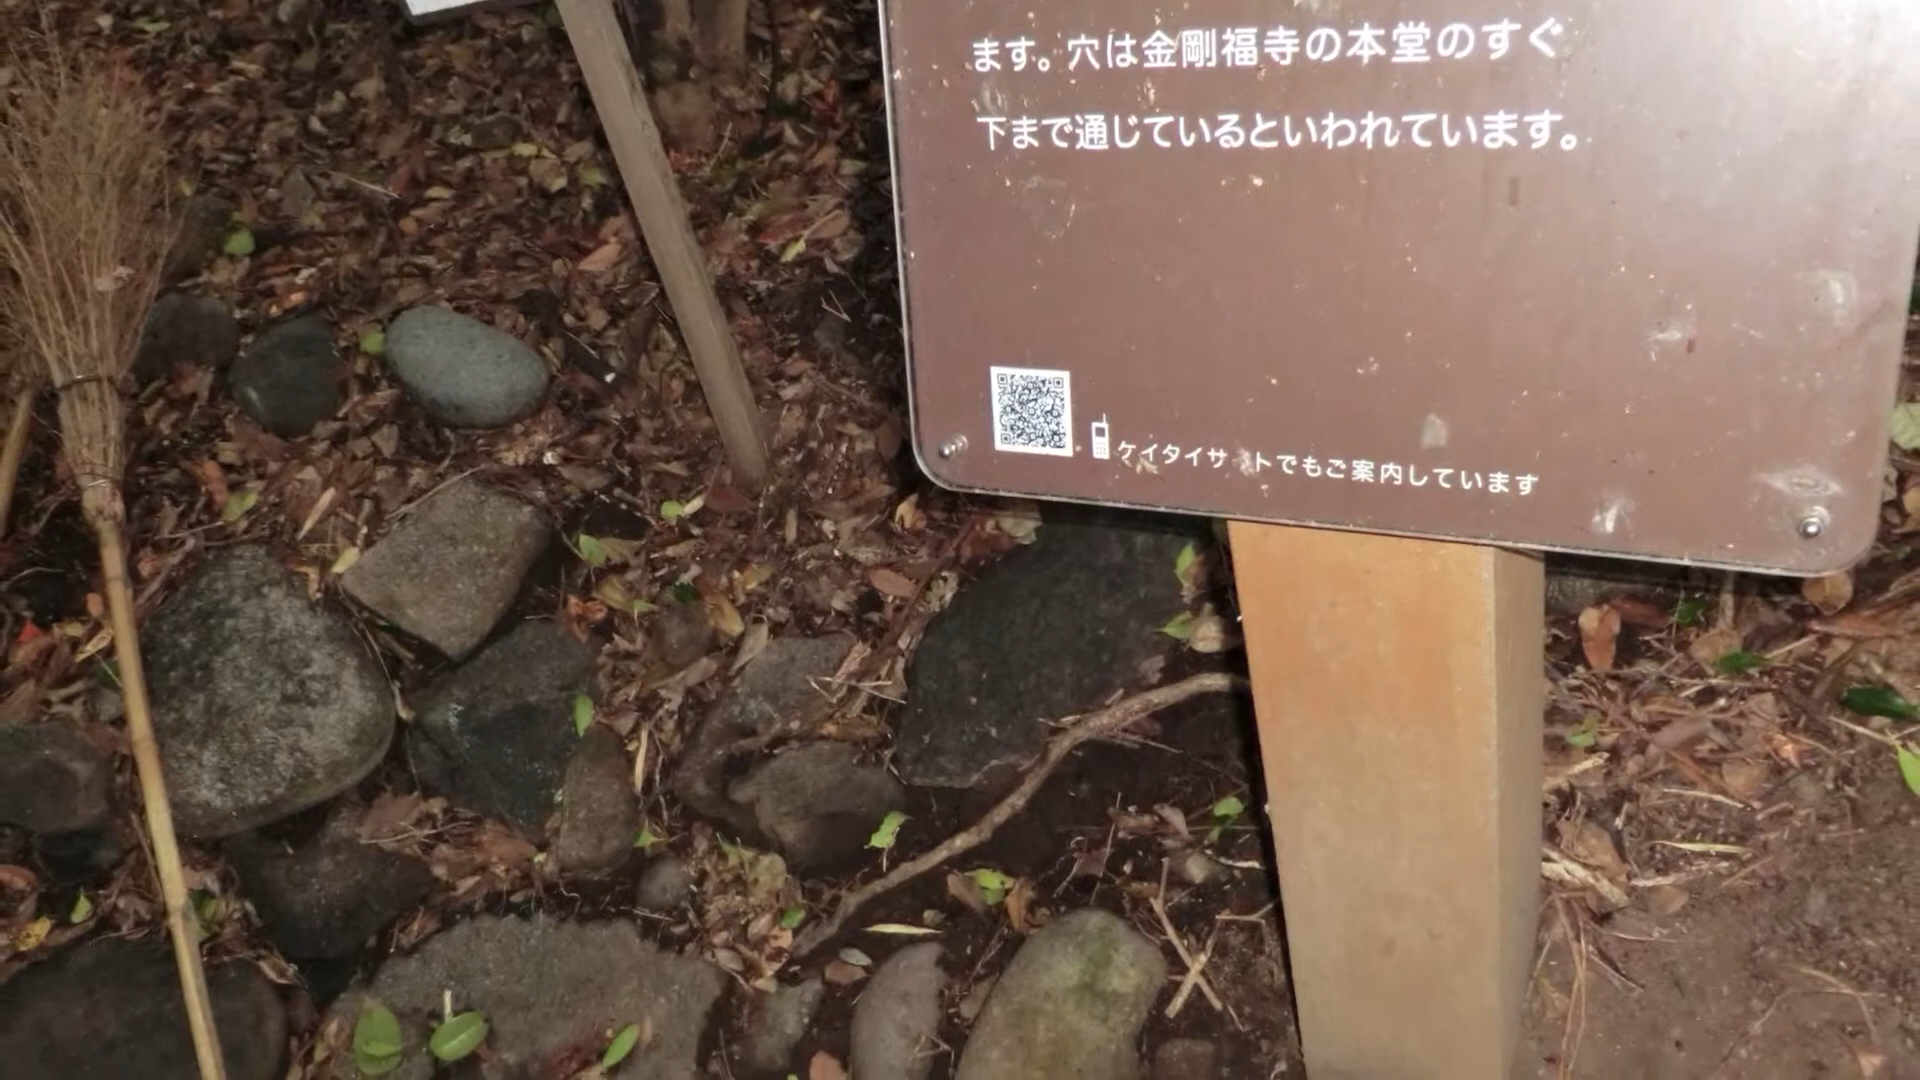 ます。穴は金剛福寺の本堂のすぐ
下まで通じているといわれています。
ケイタイサ トでもご案内しています